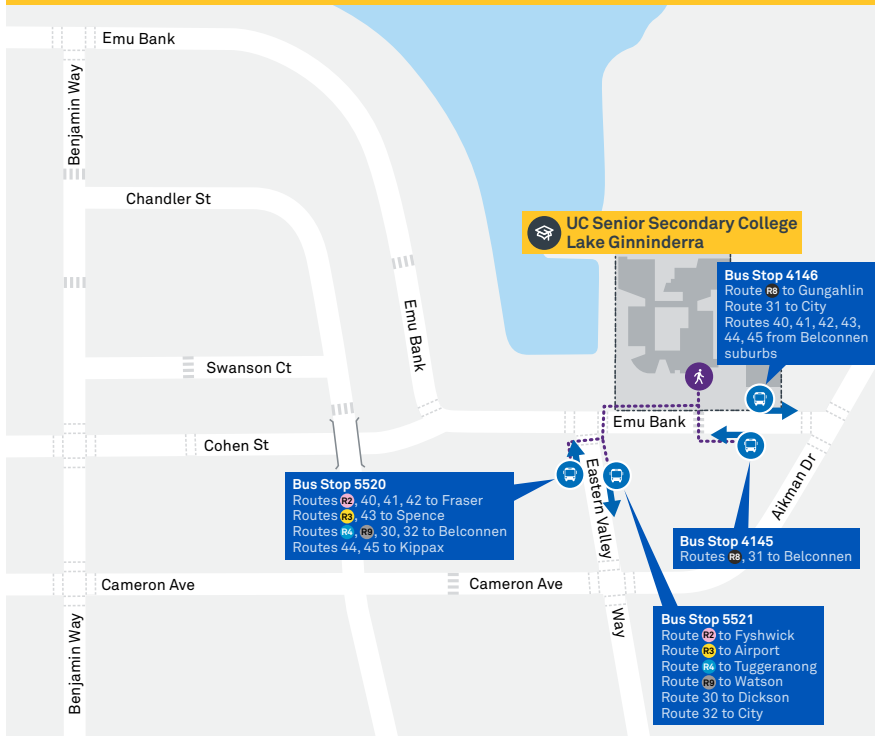 Emu Bank
Benjamin Way
Chandler St
UC Senior Secondary College
Lake Ginninderra
Bus Stop 4146
Route R8 to Gungahlin
Route 31 to City
Routes 40, 41, 42, 43,
44, 45 from Belconnen
suburbs
Emu Bank
Swanson Ct
Emu Bank
Cohen St
Eastern Valley
Aikman Dr
Bus Stop 5520
Routes R2, 40, 41, 42 to Fraser
Routes R3, 43 to Spence
Routes R4, R9, 30, 32 to Belconnen
Routes 44, 45 to Kippax
Bus Stop 4145
Routes R8, 31 to Belconnen
Cameron Ave
Cameron Ave
Way
Benjamin Way
Bus Stop 5521
Route R2 to Fyshwick
Route R3 to Airport
Route R4 to Tuggeranong
Route R9 to Watson
Route 30 to Dickson
Route 32 to City